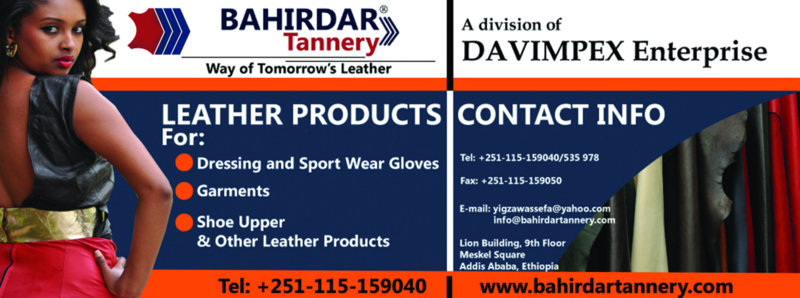 BAHIRDAR®
Tannery
Way of Tomorrow's Leather
A division of
DAVIMPEX Enterprise
LEATHER PRODUCTS
For:
Dressing and Sport Wear Gloves
Garments
Shoe Upper
& Other Leather Products
Tel: +251-115-159040
CONTACT INFO
Tel: +251-115-159040/535 978
Fax: +251-115-159050
E-mail: yigzawassefa@yahoo.com
info@bahirdartannery.com
Lion Building, 9th Floor
Meskel Square
Addis Ababa, Ethiopia
www.bahirdartannery.com